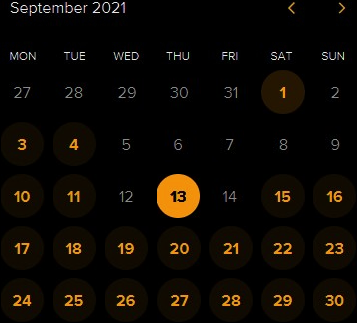 September 2021
MON TUE WED THU FRI SAT SUN
27 28 29 30 31 1 2
3 4 5 6 7 8 9
10 11 12 13 14 15 16
17 18 19 20 21 22 23
24 25 26 27 28 29 30